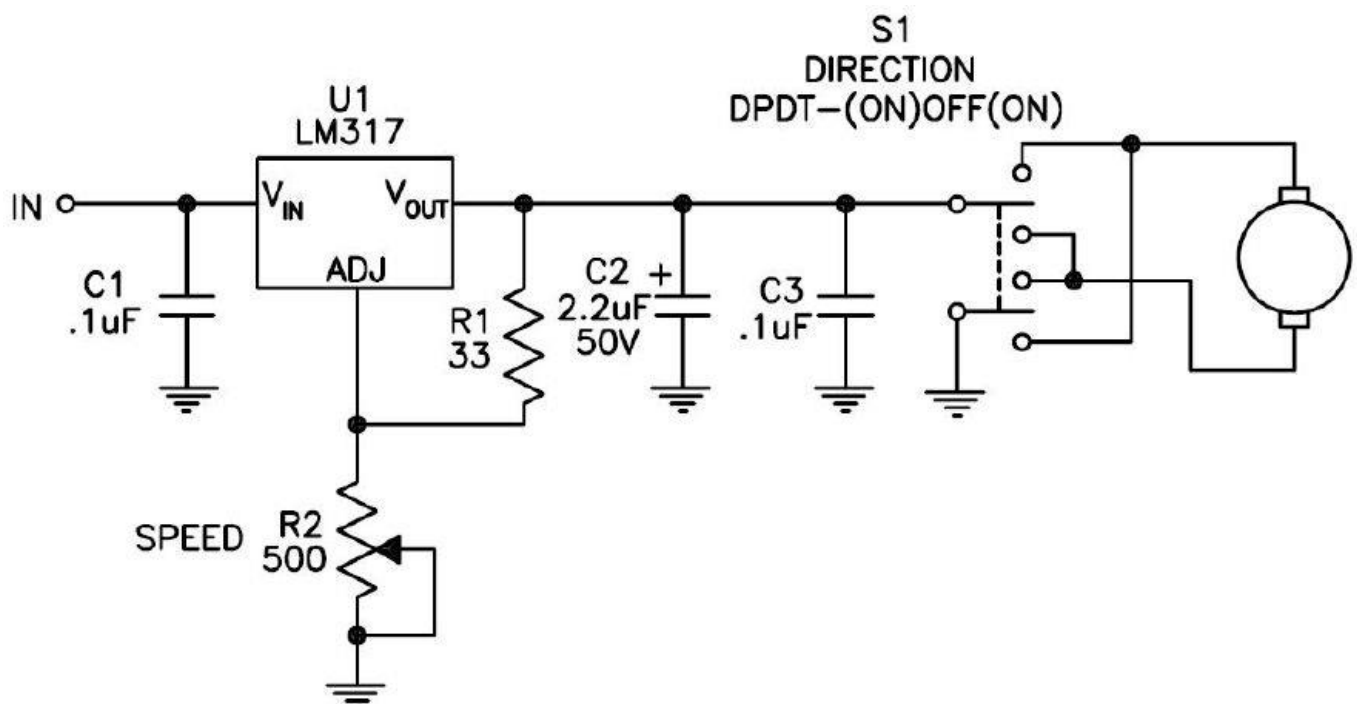 S1
DIRECTION
DPDT-(ON)OFF(ON)
U1
LM317
IN
VIN
VOUT
ADJ
C1
.1uF
R1
33
C2 +
2.2uF
50V
C3
.1uF
SPEED
R2
500